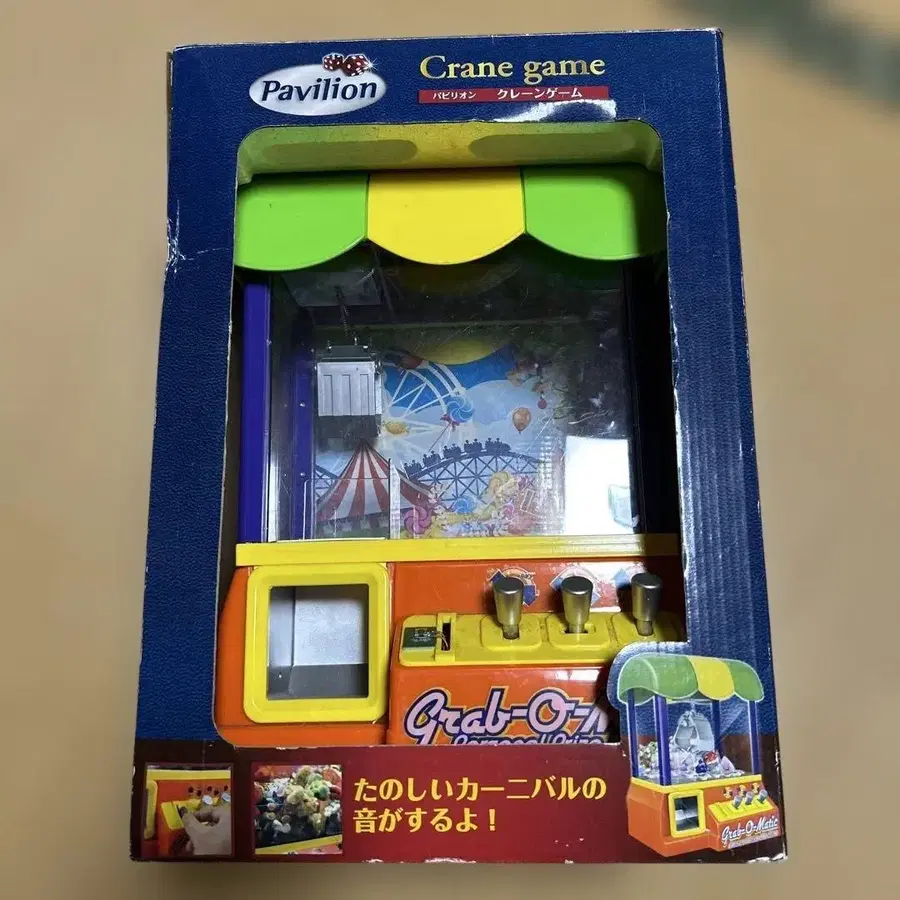 Pavilion
Crane game
パビリオン クレーンゲーム
Grab-O-M
たのしいカーニバルの
音がするよ！
Grab-O-Matic